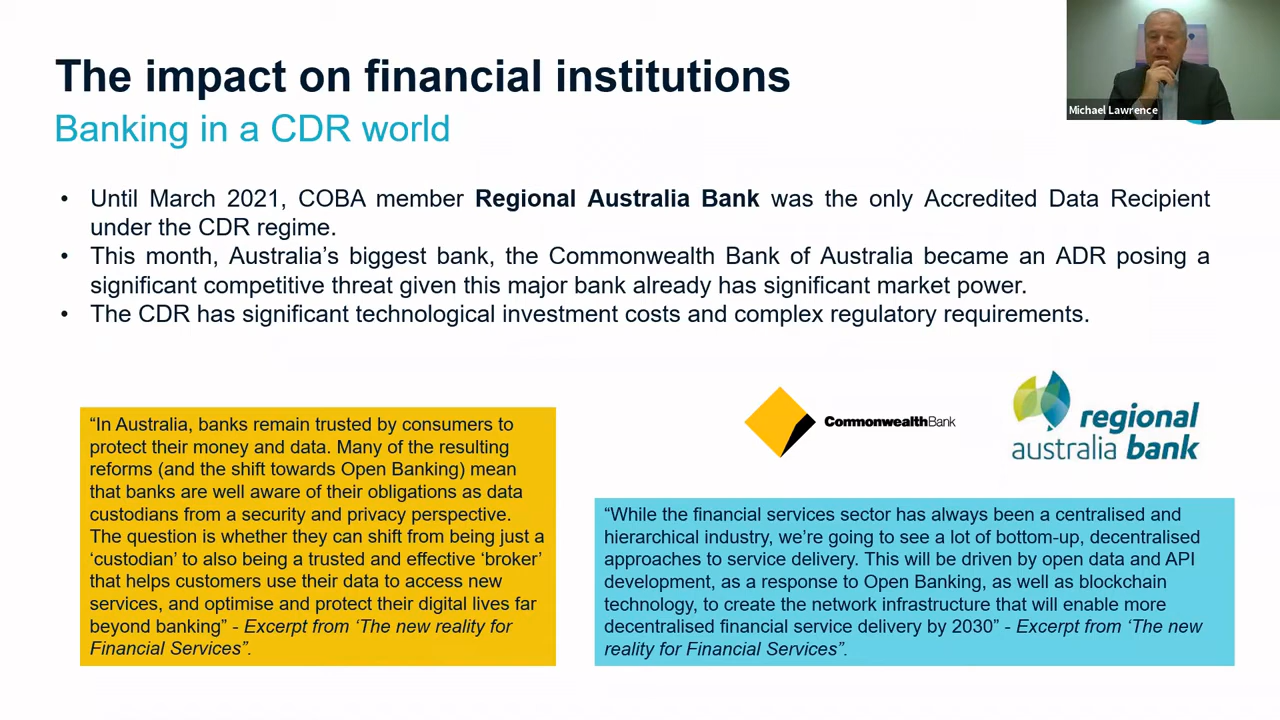 The impact on financial institutions
Banking in a CDR world
Michael Lawrence
• Until March 2021, COBA member Regional Australia Bank was the only Accredited Data Recipient
under the CDR regime.
• This month, Australia’s biggest bank, the Commonwealth Bank of Australia became an ADR posing a
significant competitive threat given this major bank already has significant market power.
• The CDR has significant technological investment costs and complex regulatory requirements.
CommonwealthBank
regional
australia bank
“In Australia, banks remain trusted by consumers to
protect their money and data. Many of the resulting
reforms (and the shift towards Open Banking) mean
that banks are well aware of their obligations as data
custodians from a security and privacy perspective.
The question is whether they can shift from being just a
‘custodian’ to also being a trusted and effective ‘broker’
that helps customers use their data to access new
services, and optimise and protect their digital lives far
beyond banking” - Excerpt from ‘The new reality for
Financial Services”.
“While the financial services sector has always been a centralised and
hierarchical industry, we’re going to see a lot of bottom-up, decentralised
approaches to service delivery. This will be driven by open data and API
development, as a response to Open Banking, as well as blockchain
technology, to create the network infrastructure that will enable more
decentralised financial service delivery by 2030” - Excerpt from ‘The new
reality for Financial Services”.